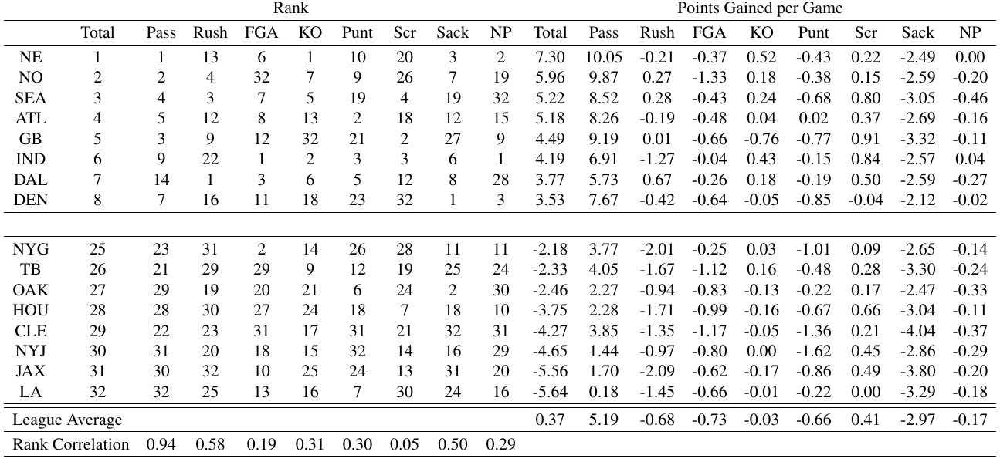 Rank Points Gained per Game
Total Pass Rush FGA KO Punt Scr Sack NP Total Pass Rush FGA KO Punt Scr Sack NP
NE 1 1 13 6 1 10 20 3 2 7.30 10.05 -0.21 -0.37 0.52 -0.43 0.22 -2.49 0.00
NO 2 2 4 32 7 9 26 7 19 5.96 9.87 0.27 -1.33 0.18 -0.38 0.15 -2.59 -0.20
SEA 3 4 3 7 5 19 4 19 32 5.22 8.52 0.28 -0.43 0.24 -0.68 0.80 -3.05 -0.46
ATL 4 5 12 8 13 2 18 12 15 5.18 8.26 -0.19 -0.48 0.04 0.02 0.37 -2.69 -0.16
GB 5 3 9 12 32 21 2 27 9 4.49 9.19 0.01 -0.66 -0.76 -0.77 0.91 -3.32 -0.11
IND 6 9 22 1 2 3 3 6 1 4.19 6.91 -1.27 -0.04 0.43 -0.15 0.84 -2.57 0.04
DAL 7 14 1 3 6 5 12 8 28 3.77 5.73 0.67 -0.26 0.18 -0.19 0.50 -2.59 -0.27
DEN 8 7 16 11 18 23 32 1 3 3.53 7.67 -0.42 -0.64 -0.05 -0.85 -0.04 -2.12 -0.02
NYG 25 23 31 2 14 26 28 11 11 -2.18 3.77 -2.01 -0.25 0.03 -1.01 0.09 -2.65 -0.14
TB 26 21 29 29 9 12 19 25 24 -2.33 4.05 -1.67 -1.12 0.16 -0.48 0.28 -3.30 -0.24
OAK 27 29 19 20 21 6 24 2 30 -2.46 2.27 -0.94 -0.83 -0.13 -0.22 0.17 -2.47 -0.33
HOU 28 28 30 27 24 18 7 18 10 -3.75 2.28 -1.71 -0.99 -0.16 -0.67 0.66 -3.04 -0.11
CLE 29 22 23 31 17 31 21 32 31 -4.27 3.85 -1.35 -1.17 -0.05 -1.36 0.21 -4.04 -0.37
NYJ 30 31 20 18 15 32 14 16 29 -4.65 1.44 -0.97 -0.80 0.00 -1.62 0.45 -2.86 -0.29
JAX 31 30 32 10 25 24 13 31 20 -5.56 1.70 -2.09 -0.62 -0.17 -0.86 0.49 -3.80 -0.20
LA 32 32 25 13 16 7 30 24 16 -5.64 0.18 -1.45 -0.66 -0.01 -0.22 0.00 -3.29 -0.18
League Average 0.37 5.19 -0.68 -0.73 -0.03 -0.66 0.41 -2.97 -0.17
Rank Correlation 0.94 0.58 0.19 0.31 0.30 0.05 0.50 0.29